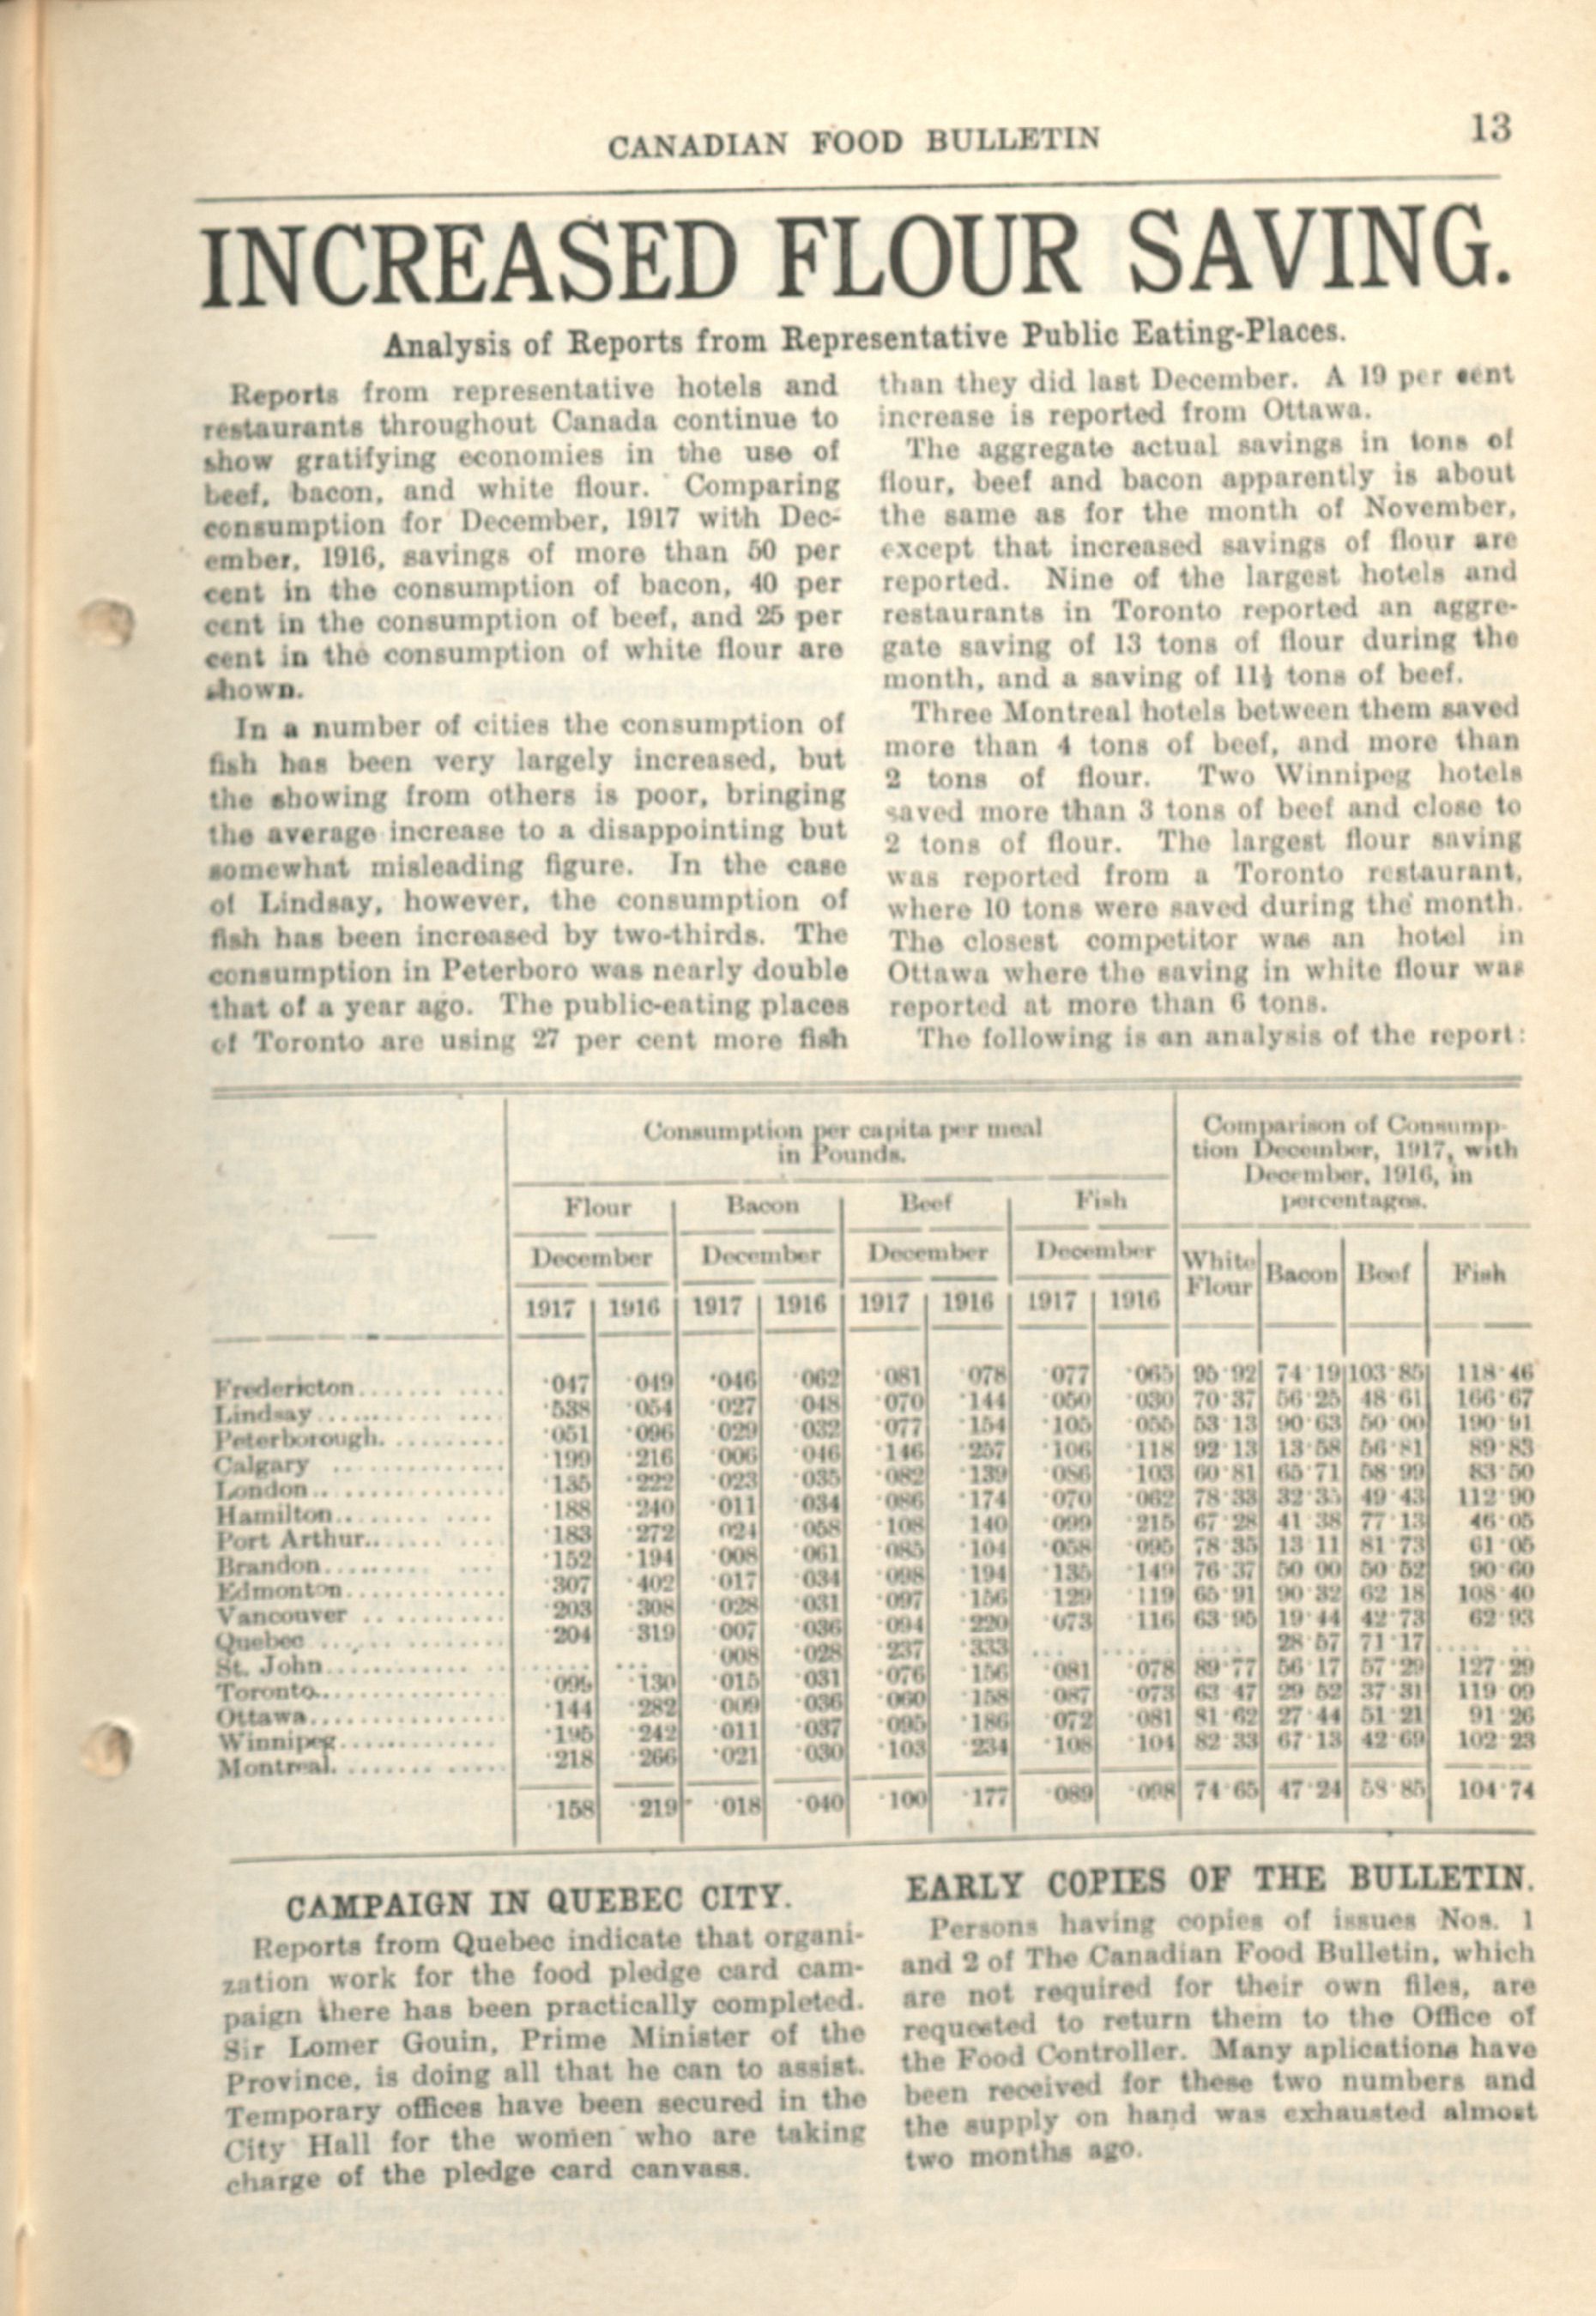 CANADIAN FOOD BULLETIN
13
INCREASED FLOUR SAVING.
Analysis of Reports from Representative Public Eating-Places.
Reports from representative hotels and
restaurants throughout Canada continue to
show gratifying economies in the use of
beef, bacon, and white flour. Comparing
consumption for December, 1917 with Dec-
ember, 1916, savings of more than 50 per
cent in the consumption of bacon, 40 per
cent in the consumption of beef, and 25 per
cent in the consumption of white flour are
shown.
In a number of cities the consumption of
fish has been very largely increased, but
the showing from others is poor, bringing
the average increase to a disappointing but
somewhat misleading figure. In the case
of Lindsay, however, the consumption of
fish has been increased by two-thirds. The
consumption in Peterboro was nearly double
that of a year ago. The public-eating places
of Toronto are using 27 per cent more fish
than they did last December. A 19 per cent
increase is reported from Ottawa.
The aggregate actual savings in tons of
flour, beef and bacon apparently is about
the same as for the month of November,
except that increased savings of flour are
reported. Nine of the largest hotels and
restaurants in Toronto reported an aggre-
gate saving of 13 tons of flour during the
month, and a saving of 11½ tons of beef.
Three Montreal hotels between them saved
more than 4 tons of beef, and more than
2 tons of flour. Two Winnipeg hotels
saved more than 3 tons of beef and close to
2 tons of flour. The largest flour saving
was reported from a Toronto restaurant,
where 10 tons were saved during the month.
The closest competitor was an hotel in
Ottawa where the saving in white flour was
reported at more than 6 tons.
The following is an analysis of the report:
Consumption per capita per meal
in Pounds.
Comparison of Consump-
tion December, 1917, with
December, 1916, in
percentages.
Flour Bacon Beef Fish
December December December December White Flour Bacon Beef Fish
1917 1916 1917 1916 1917 1916 1917 1916
Fredericton ·047 ·049 ·046 ·062 ·081 ·078 ·077 ·065 95·92 74·19 103·85 118·46
Lindsay ·538 ·054 ·027 ·048 ·070 ·144 ·050 ·030 70·37 56·25 48·61 166·67
Peterborough ·051 ·096 ·029 ·032 ·077 ·154 ·105 ·055 53·13 90·63 50·00 190·91
Calgary ·199 ·216 ·006 ·046 ·146 ·257 ·106 ·118 92·13 13·58 56·81 89·83
London ·135 ·222 ·023 ·035 ·082 ·139 ·086 ·103 60·81 65·71 58·99 83·50
Hamilton ·188 ·240 ·011 ·034 ·086 ·174 ·070 ·062 78·33 32·35 49·43 112·90
Port Arthur ·183 ·272 ·024 ·058 ·108 ·140 ·099 ·215 67·28 41·38 77·13 46·05
Brandon ·152 ·194 ·008 ·061 ·085 ·104 ·058 ·095 78·35 13·11 81·73 61·05
Edmonton ·307 ·402 ·017 ·034 ·098 ·194 ·135 ·149 76·37 50·00 50·52 90·60
Vancouver ·203 ·308 ·028 ·031 ·097 ·156 ·129 ·119 65·91 90·32 62·18 108·40
Quebec ·204 ·319 ·007 ·036 ·094 ·220 ·073 ·116 63·95 19·44 42·73 62·93
St. John ·008 ·028 ·237 ·333 28·57 71·17
Toronto ·130 ·015 ·031 ·076 ·156 ·081 ·078 89·77 56·17 57·29 127·29
Ottawa ·144 ·282 ·009 ·036 ·060 ·158 ·087 ·073 63·47 29·52 37·31 119·09
Winnipeg ·195 ·242 ·011 ·037 ·095 ·186 ·072 ·081 81·62 27·44 51·21 91·26
Montreal ·218 ·266 ·021 ·030 ·103 ·234 ·108 ·104 82·33 67·13 42·69 102·23
·158 ·219 ·018 ·040 ·100 ·177 ·089 ·098 74·65 47·24 58·85 104·74
CAMPAIGN IN QUEBEC CITY.
Reports from Quebec indicate that organi-
zation work for the food pledge card cam-
paign there has been practically completed.
Sir Lomer Gouin, Prime Minister of the
Province, is doing all that he can to assist.
Temporary offices have been secured in the
City Hall for the women who are taking
charge of the pledge card canvass.
EARLY COPIES OF THE BULLETIN.
Persons having copies of issues Nos. 1
and 2 of The Canadian Food Bulletin, which
are not required for their own files, are
requested to return them to the Office of
the Food Controller. Many aplications have
been received for these two numbers and
the supply on hand was exhausted almost
two months ago.